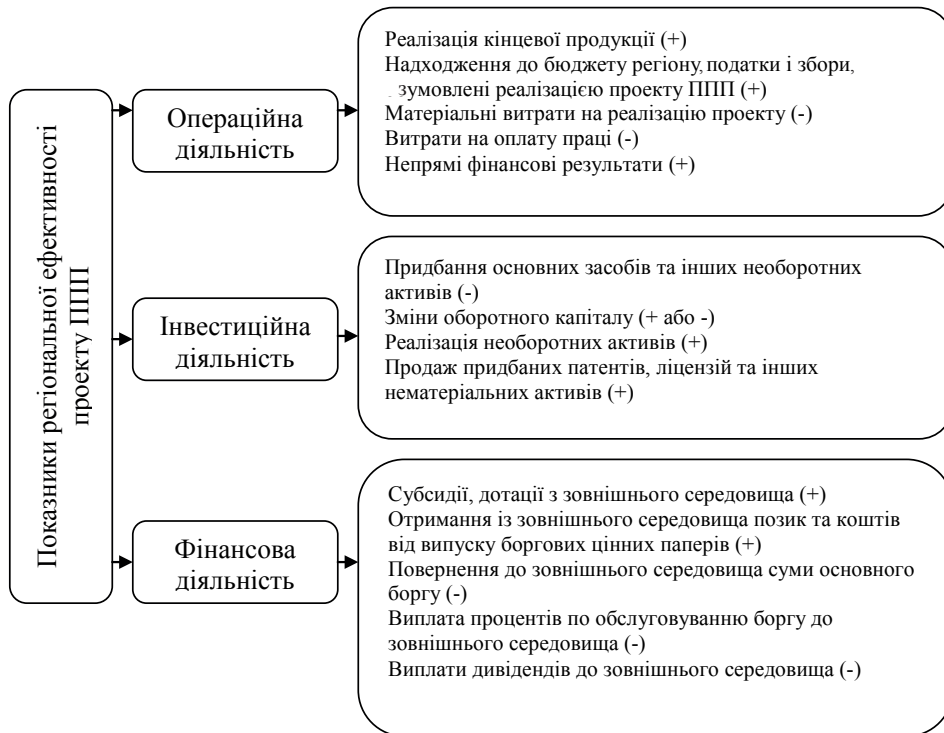 Показники регіональної ефективності
проекту ППП
Операційна
діяльність
Реалізація кінцевої продукції (+)
Надходження до бюджету регіону, податки і збори,
зумовлені реалізацією проекту ППП (+)
Матеріальні витрати на реалізацію проекту (-)
Витрати на оплату праці (-)
Непрямі фінансові результати (+)
Інвестиційна
діяльність
Придбання основних засобів та інших необоротних
активів (-)
Зміни оборотного капіталу (+ або -)
Реалізація необоротних активів (+)
Продаж придбаних патентів, ліцензій та інших
нематеріальних активів (+)
Фінансова
діяльність
Субсидії, дотації з зовнішнього середовища (+)
Отримання із зовнішнього середовища позик та коштів
від випуску боргових цінних паперів (+)
Повернення до зовнішнього середовища суми основного
боргу (-)
Виплата процентів по обслуговуванню боргу до
зовнішнього середовища (-)
Виплати дивідендів до зовнішнього середовища (-)